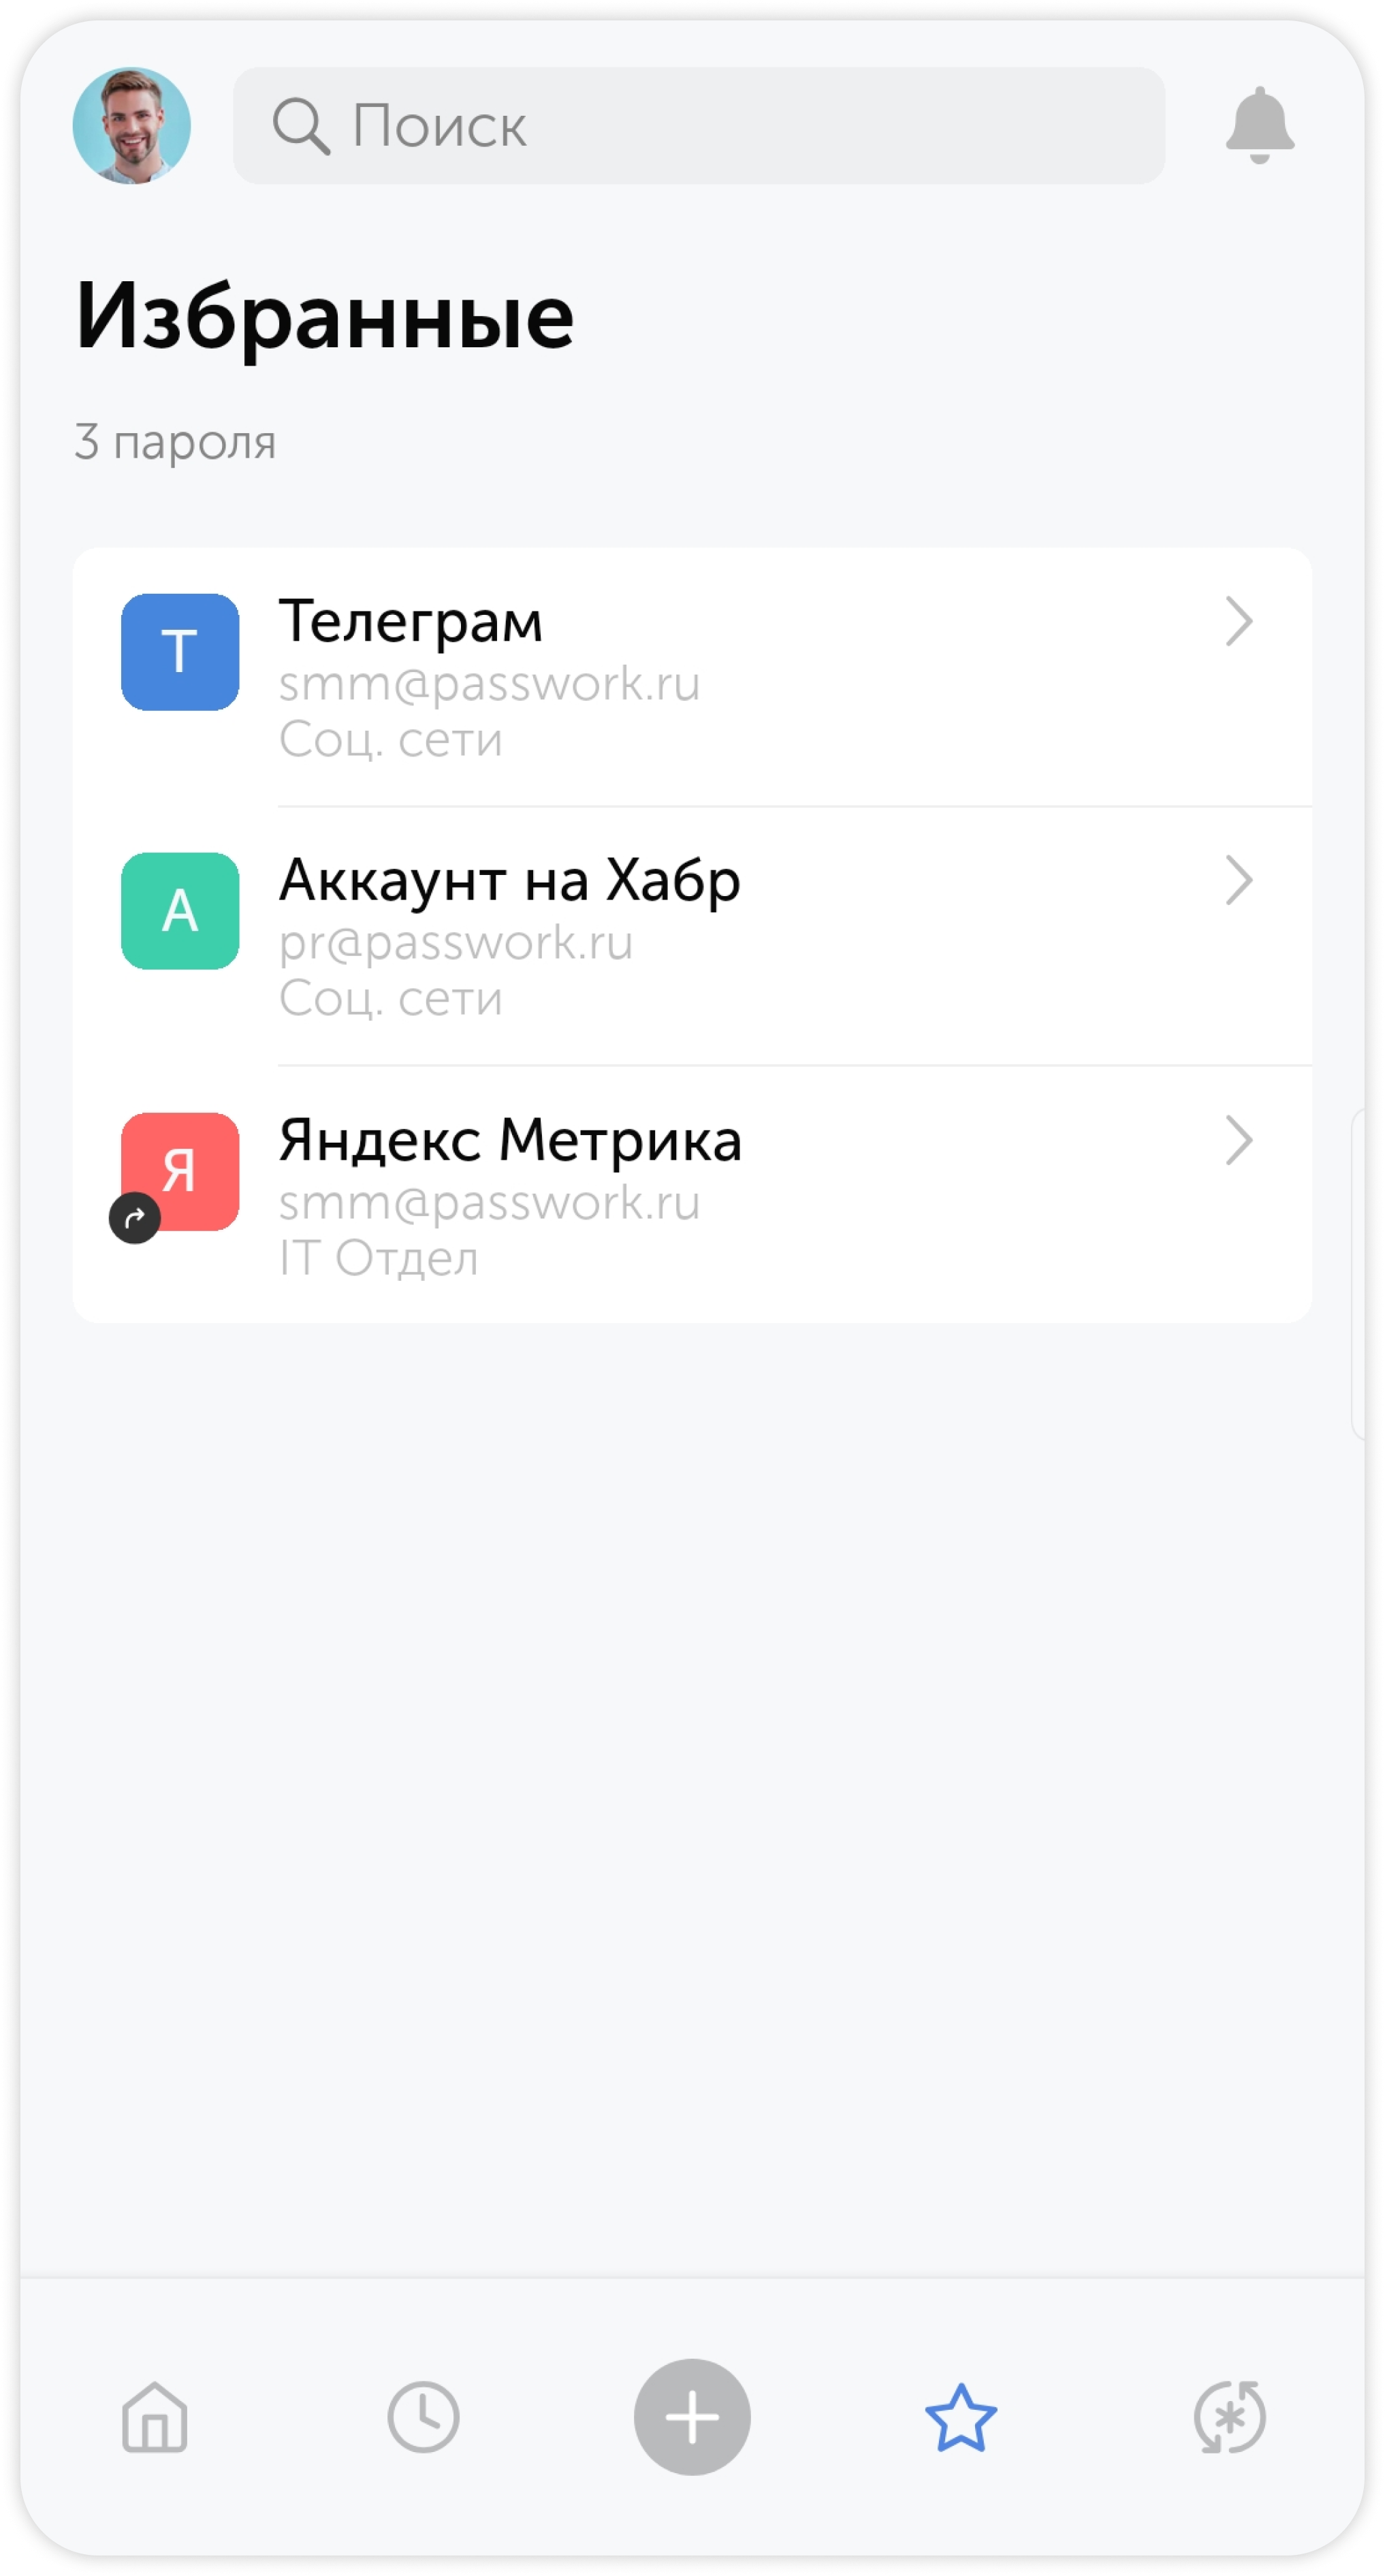 Поиск
Избранные
3 пароля
Т
Телеграм
smm@passwork.ru
Соц. сети
А
Аккаунт на Хабр
pr@passwork.ru
Соц. сети
Я
Яндекс Метрика
smm@passwork.ru
IT Отдел